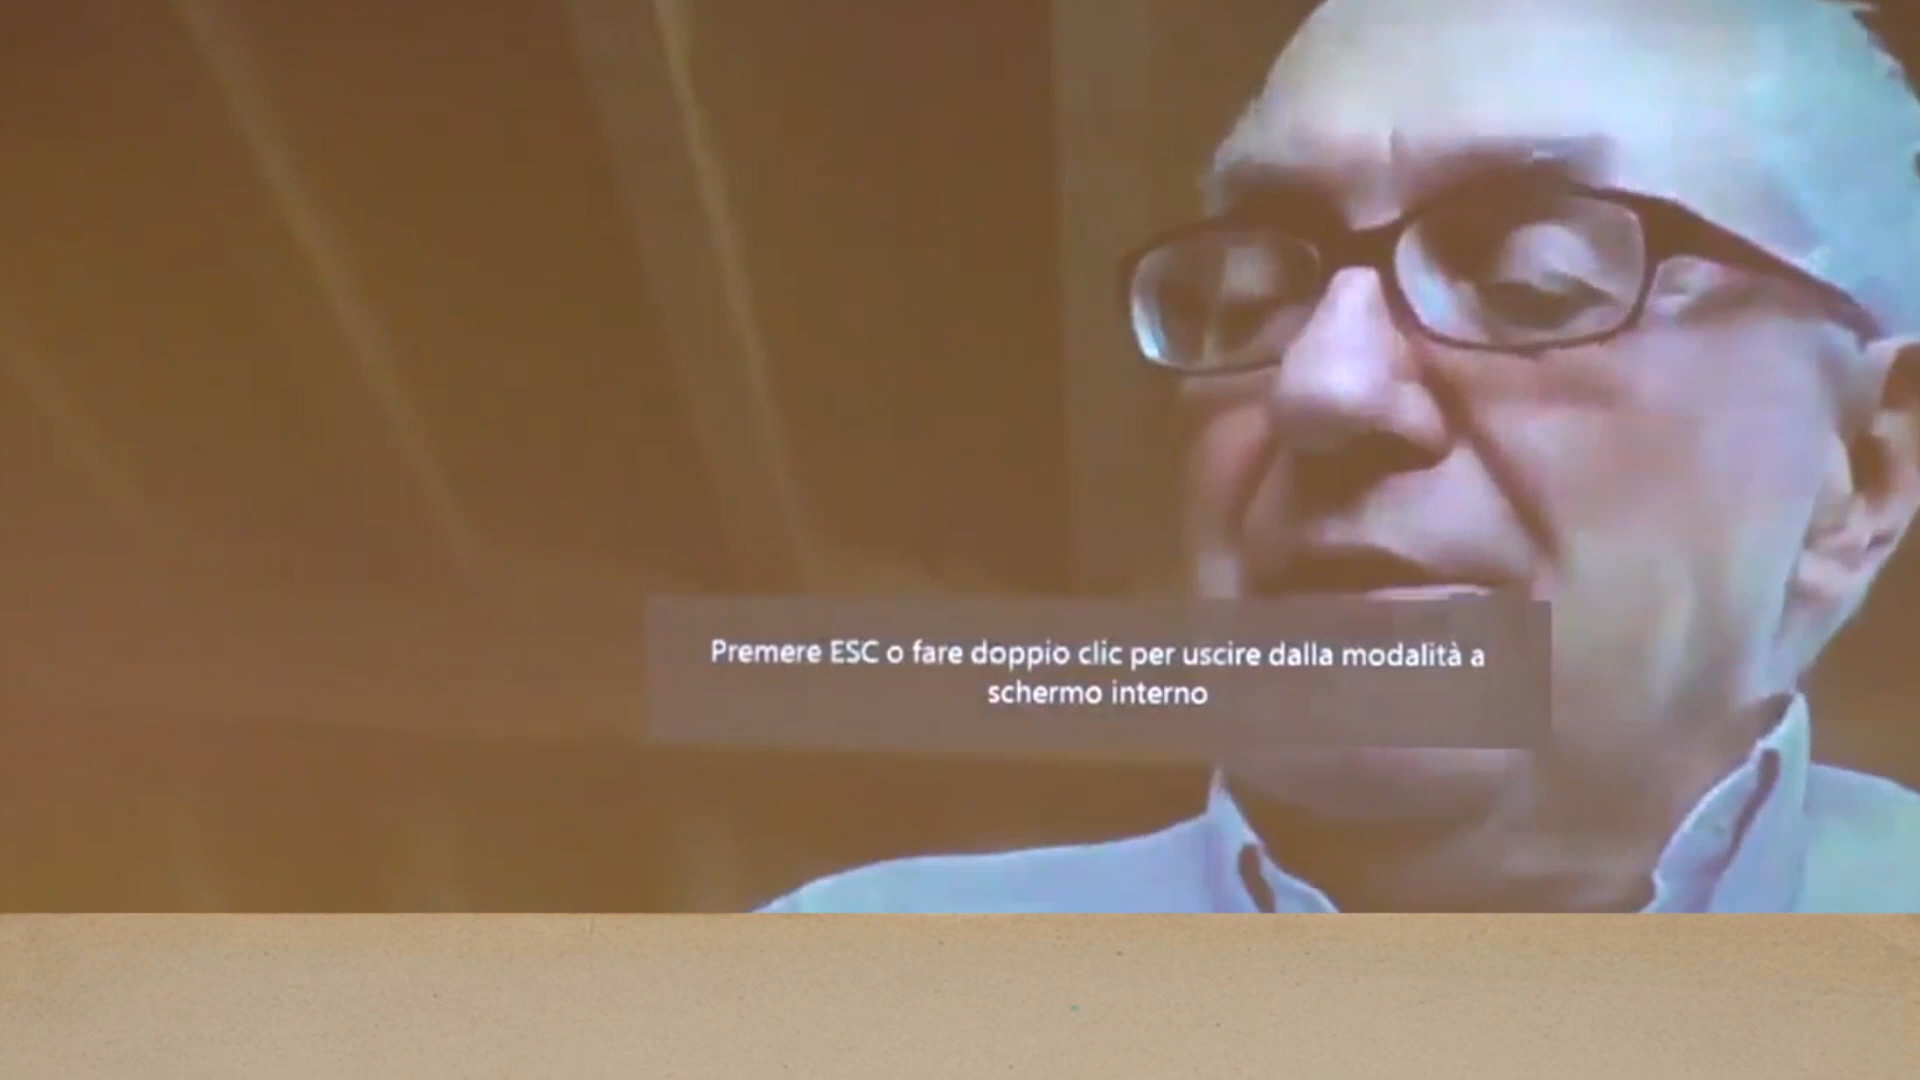 Premere ESC o fare doppio clic per uscire dalla modalità a
schermo interno